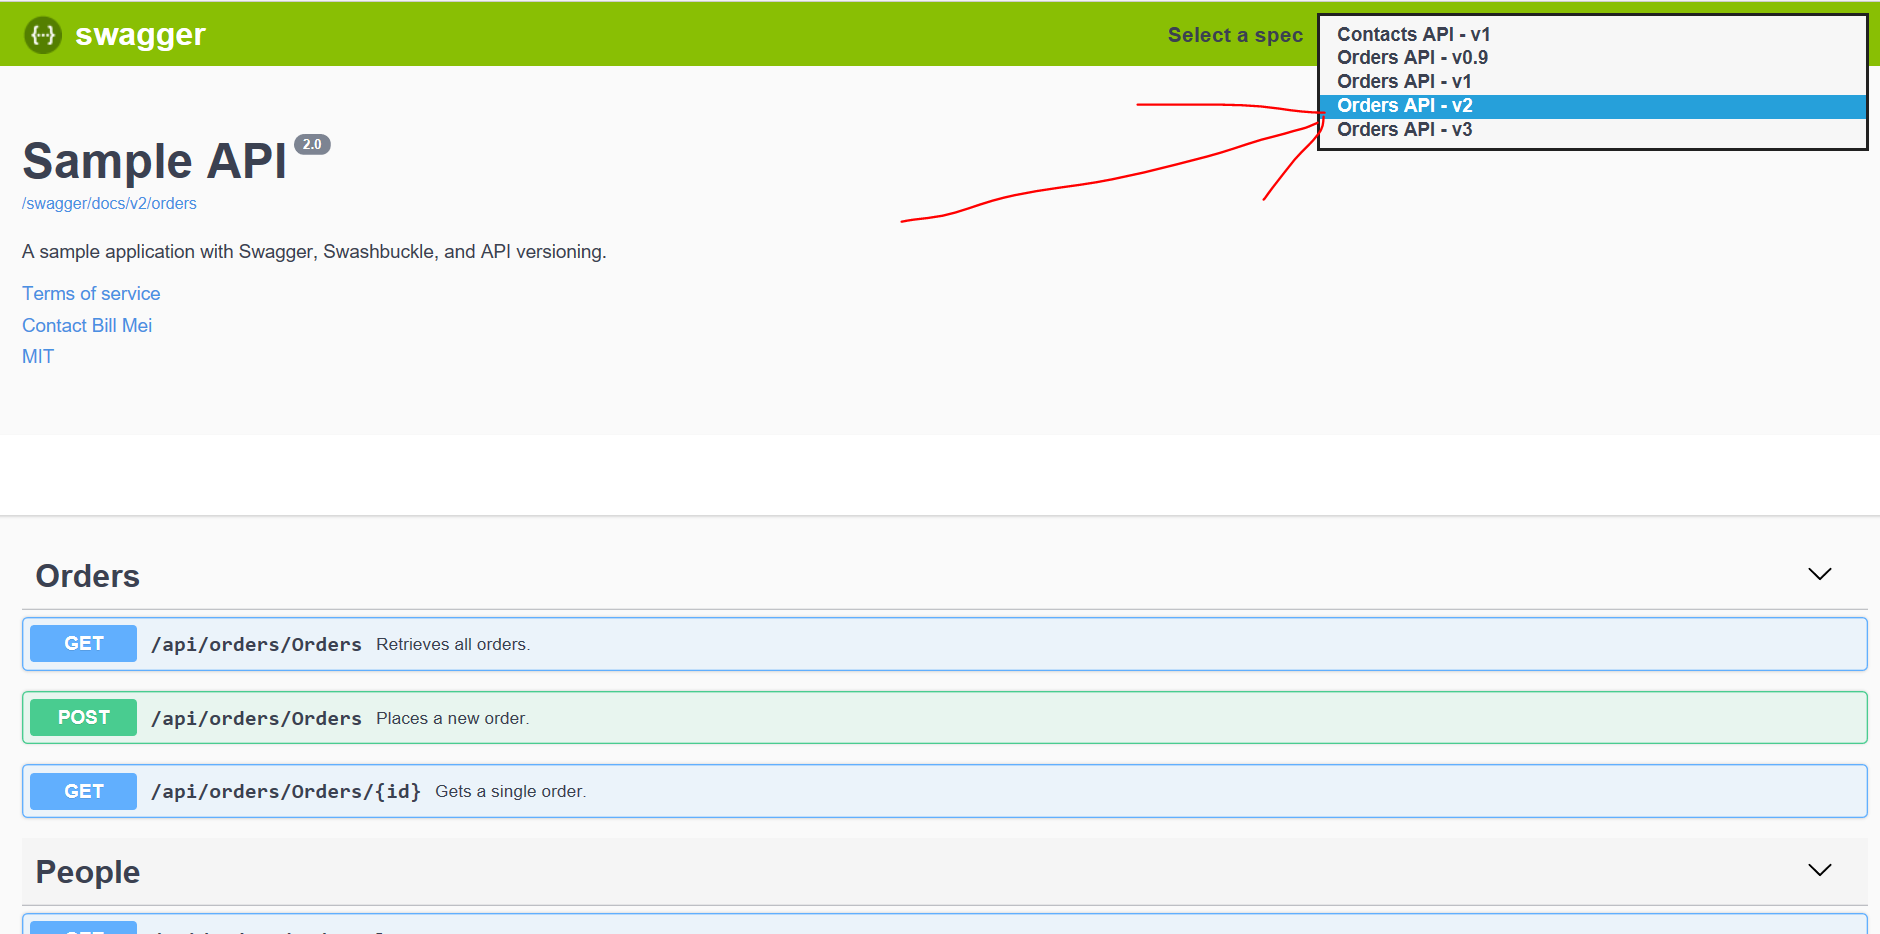 {··} swagger
Select a spec
Contacts API - v1
Orders API - v0.9
Orders API - v1
Orders API - v2
Orders API - v3
Sample API 2.0
/swagger/docs/v2/orders
A sample application with Swagger, Swashbuckle, and API versioning.
Terms of service
Contact Bill Mei
MIT
Orders
GET /api/orders/Orders Retrieves all orders.
POST /api/orders/Orders Places a new order.
GET /api/orders/Orders/{id} Gets a single order.
People
GET